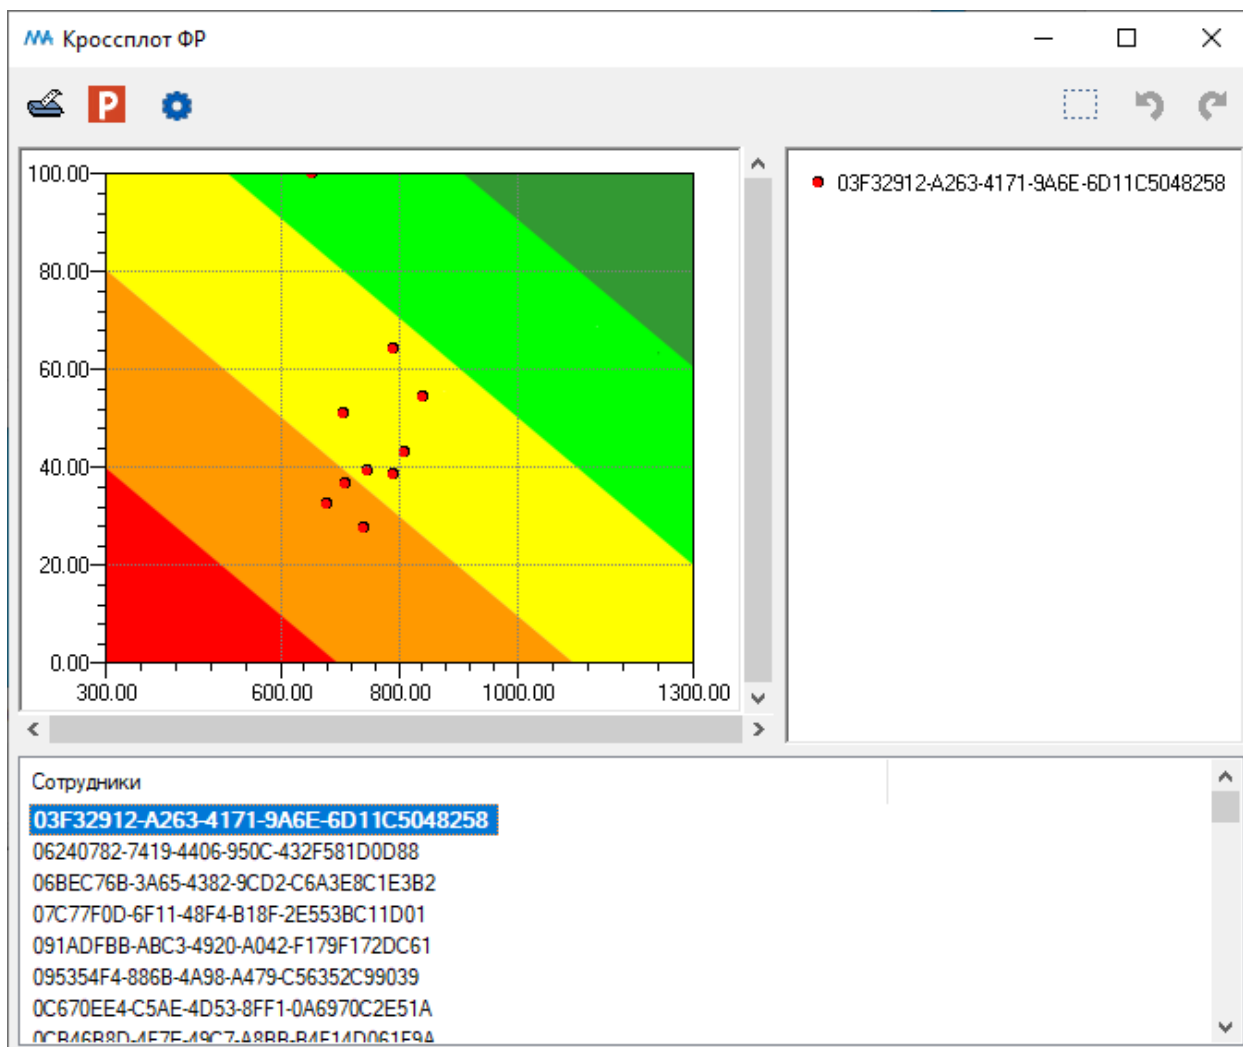 Кроссплот ФР
P
100.00
80.00
60.00
40.00
20.00
0.00
300.00 600.00 800.00 1000.00 1300.00
03F32912-A263-4171-9A6E-6D11C5048258
Сотрудники
03F32912-A263-4171-9A6E-6D11C5048258
06240782-7419-4406-950C-432F581D0D88
06BEC76B-3A65-4382-9CD2-C6A3E8C1E3B2
07C77F0D-6F11-48F4-B18F-2E553BC11D01
091ADFBB-ABC3-4920-A042-F179F172DC61
095354F4-886B-4A98-A479-C56352C99039
0C670EE4-C5AE-4D53-8FF1-0A6970C2E51A